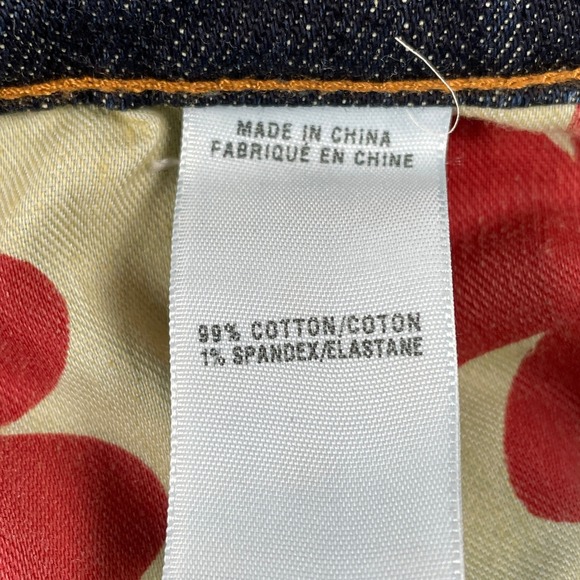 MADE IN CHINA
FABRIQUÉ EN CHINE
99% COTTON/COTON
1% SPANDEX/ELASTANE